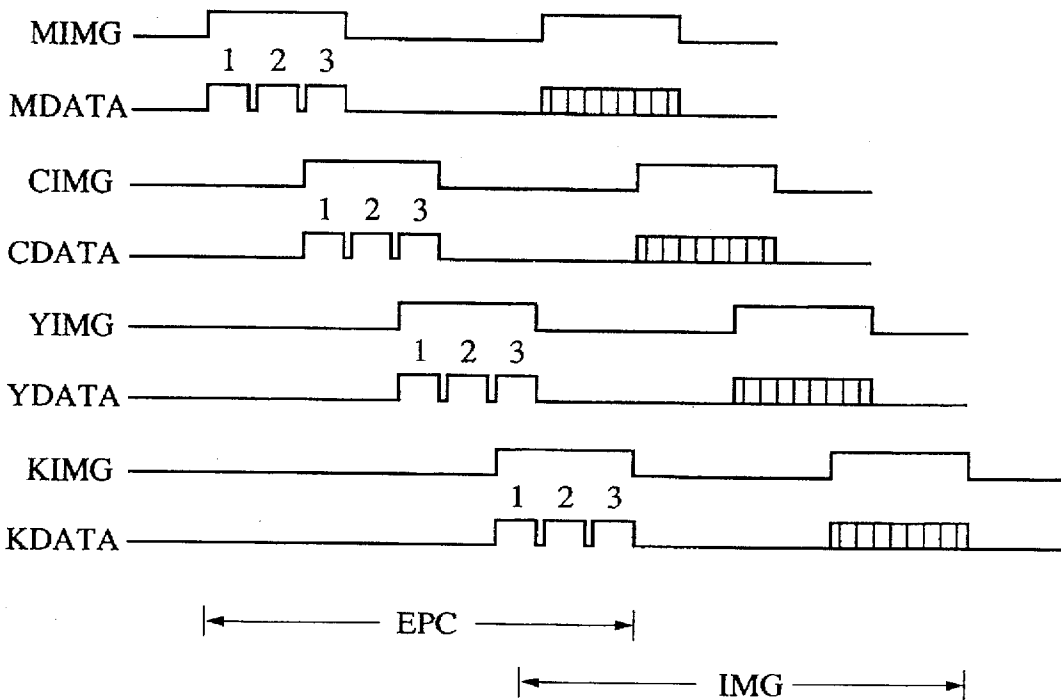 MIMG
1 2 3
MDATA
CIMG
1 2 3
CDATA
YIMG
1 2 3
YDATA
KIMG
1 2 3
KDATA
EPC
IMG